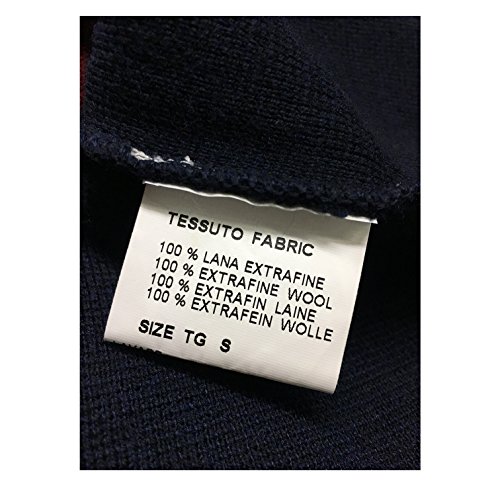 TESSUTO FABRIC
100 % LANA EXTRAFINE
100 % EXTRAFINE WOOL
100 % EXTRAFIN LAINE
100 % EXTRAFEIN WOLLE
SIZE TG S